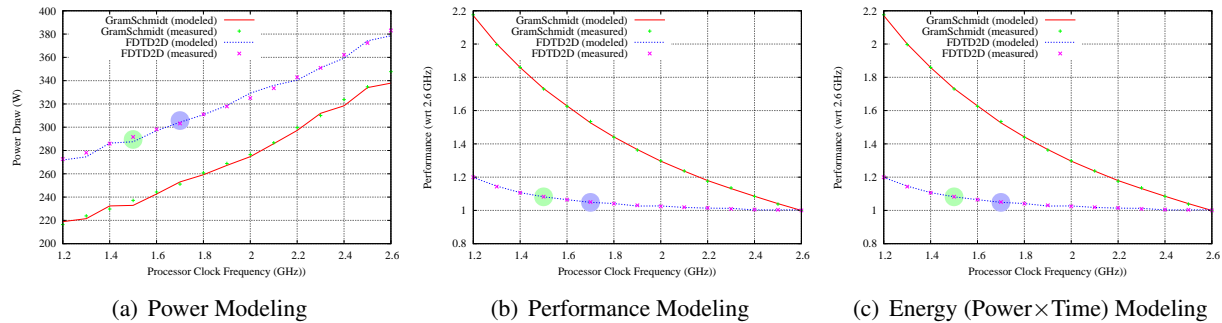 GramSchmidt (modeled)
GramSchmidt (measured)
FDTD2D (modeled)
FDTD2D (measured)
400
380
360
340
320
300
280
260
240
220
200
Power Draw (W)
1.2 1.4 1.6 1.8 2 2.2 2.4 2.6
Processor Clock Frequency (GHz))
(a) Power Modeling
GramSchmidt (modeled)
GramSchmidt (measured)
FDTD2D (modeled)
FDTD2D (measured)
2.2
2
1.8
1.6
1.4
1.2
1
0.8
Performance (wrt 2.6 GHz)
1.2 1.4 1.6 1.8 2 2.2 2.4 2.6
Processor Clock Frequency (GHz))
(b) Performance Modeling
GramSchmidt (modeled)
GramSchmidt (measured)
FDTD2D (modeled)
FDTD2D (measured)
2.2
2
1.8
1.6
1.4
1.2
1
0.8
Performance (wrt 2.6 GHz)
1.2 1.4 1.6 1.8 2 2.2 2.4 2.6
Processor Clock Frequency (GHz))
(c) Energy (Power×Time) Modeling